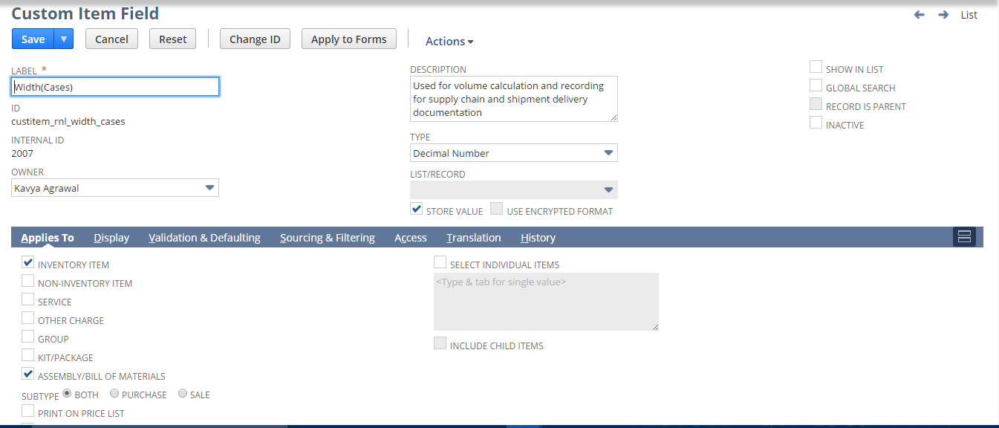 Custom Item Field
List
Save Cancel Reset Change ID Apply to Forms Actions
LABEL *
Width(Cases)
ID
custitem_rnl_width_cases
INTERNAL ID
2007
OWNER
Kavya Agrawal
DESCRIPTION
Used for volume calculation and recording
for supply chain and shipment delivery
documentation
TYPE
Decimal Number
LIST/RECORD
STORE VALUE USE ENCRYPTED FORMAT
SHOW IN LIST
GLOBAL SEARCH
RECORD IS PARENT
INACTIVE
Applies To Display Validation & Defaulting Sourcing & Filtering Access Translation History
INVENTORY ITEM
NON-INVENTORY ITEM
SERVICE
OTHER CHARGE
GROUP
KIT/PACKAGE
ASSEMBLY/BILL OF MATERIALS
SUBTYPE BOTH PURCHASE SALE
PRINT ON PRICE LIST
SELECT INDIVIDUAL ITEMS
<Type & tab for single value>
INCLUDE CHILD ITEMS